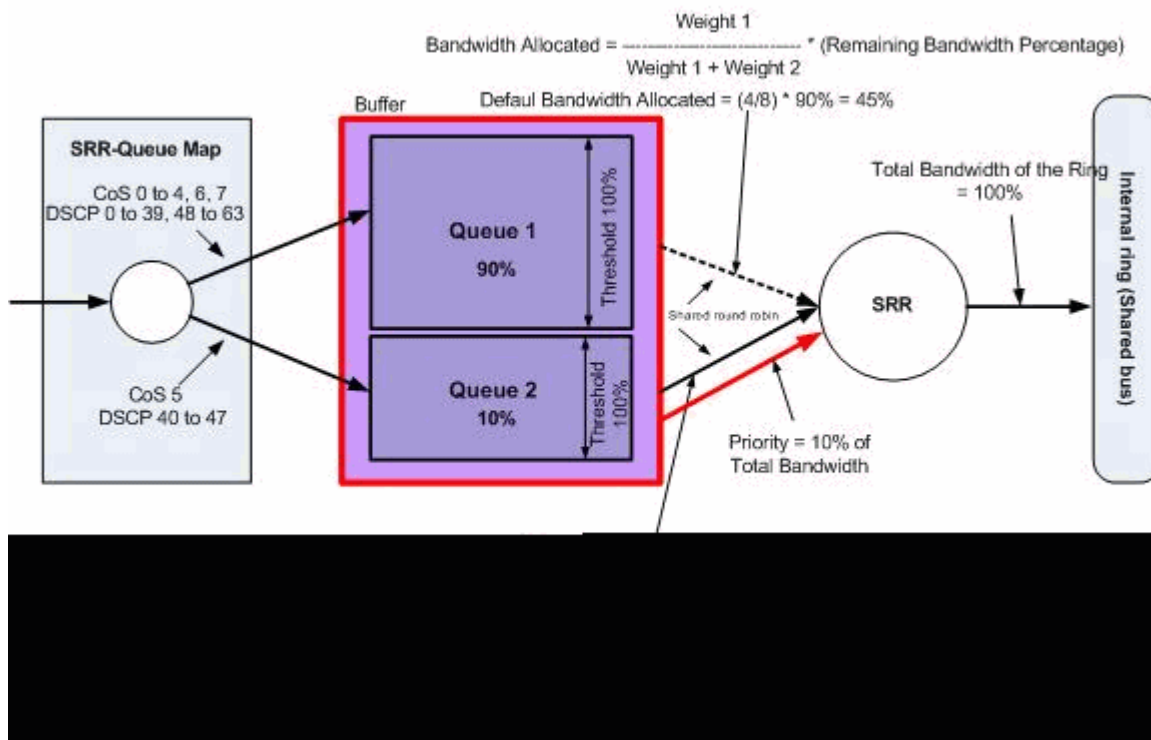 Weight 1
Bandwidth Allocated = ------------------------------ * (Remaining Bandwidth Percentage)
Weight 1 + Weight 2
Defaul Bandwidth Allocated = (4/8) * 90% = 45%
Buffer
SRR-Queue Map
CoS 0 to 4, 6, 7
DSCP 0 to 39, 48 to 63
CoS 5
DSCP 40 to 47
Queue 1
90%
Threshold 100%
Queue 2
10%
Threshold
100%
Shared round robin
Priority = 10% of
Total Bandwidth
SRR
Total Bandwidth of the Ring
= 100%
Internal ring (Shared bus)